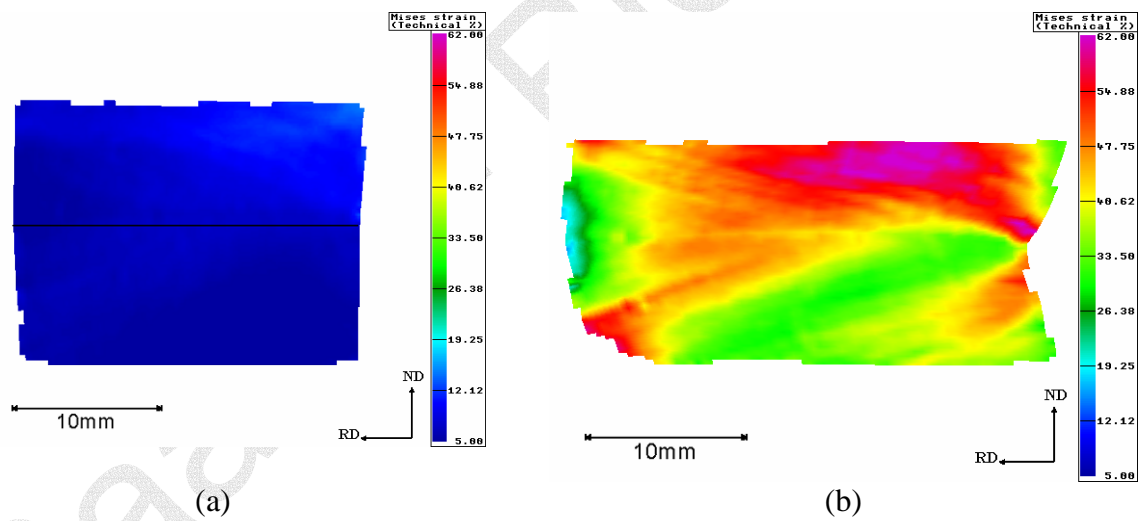 Mises strain
(Technical %)
62.00
54.88
47.75
40.62
33.50
26.38
19.25
12.12
5.00
ND
RD
10mm
(a)
Mises strain
(Technical %)
62.00
54.88
47.75
40.62
33.50
26.38
19.25
12.12
5.00
ND
RD
10mm
(b)